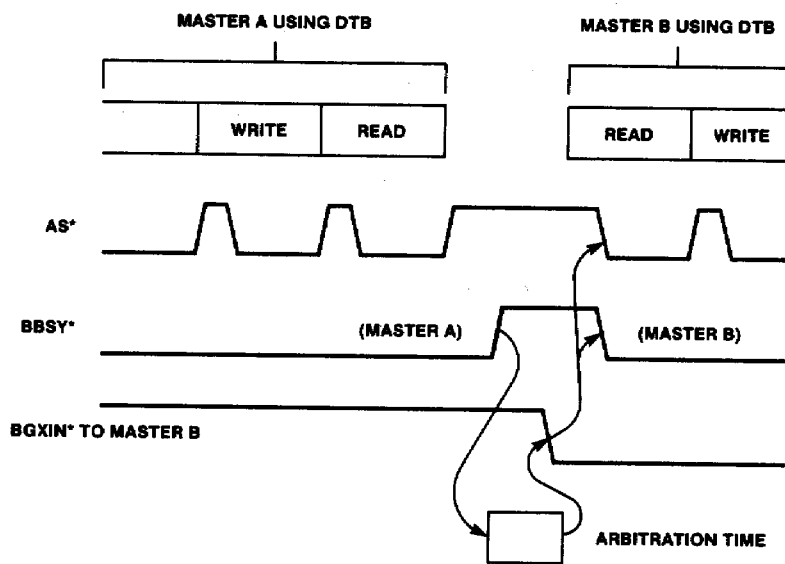 MASTER A USING DTB
MASTER B USING DTB
WRITE
READ
READ
WRITE
AS*
BBSY*
(MASTER A)
(MASTER B)
BGXIN* TO MASTER B
ARBITRATION TIME